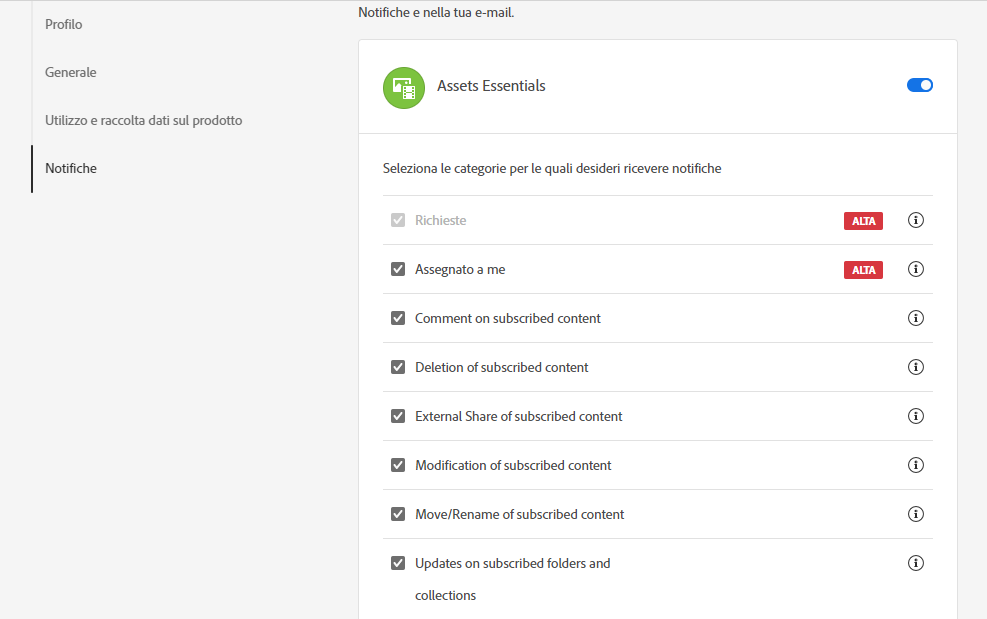 Profilo
Generale
Utilizzo e raccolta dati sul prodotto
Notifiche
Notifiche e nella tua e-mail.
Assets Essentials
Seleziona le categorie per le quali desideri ricevere notifiche
Richieste ALTA
Assegnato a me ALTA
Comment on subscribed content
Deletion of subscribed content
External Share of subscribed content
Modification of subscribed content
Move/Rename of subscribed content
Updates on subscribed folders and
collections